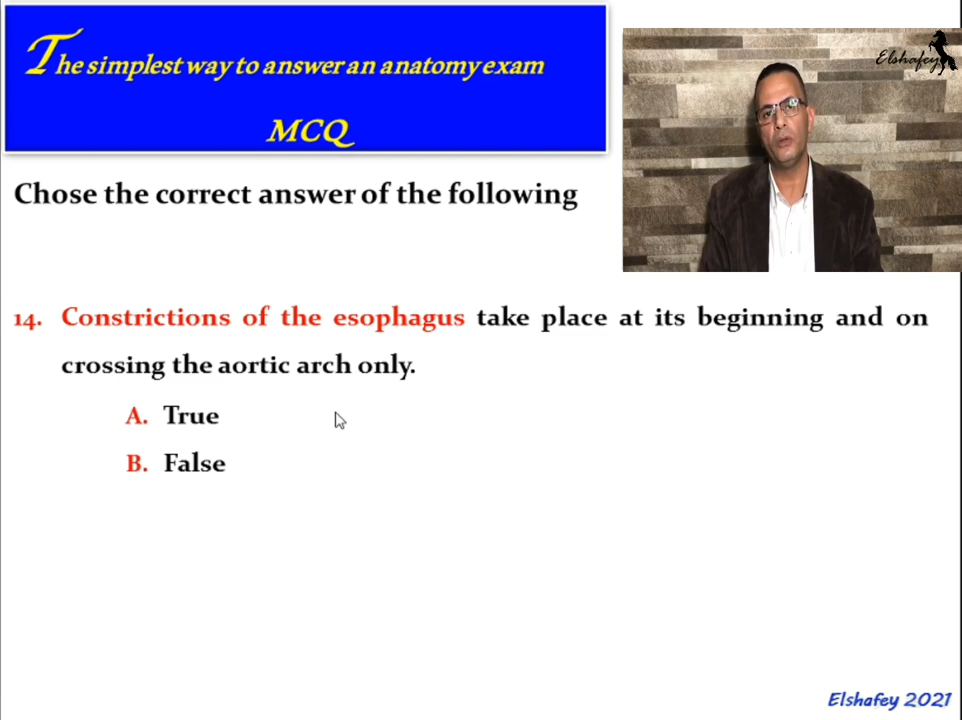 The simplest way to answer an anatomy exam
MCQ
Elshafey
Chose the correct answer of the following
14. Constrictions of the esophagus take place at its beginning and on
crossing the aortic arch only.
A. True
B. False
Elshafey 2021